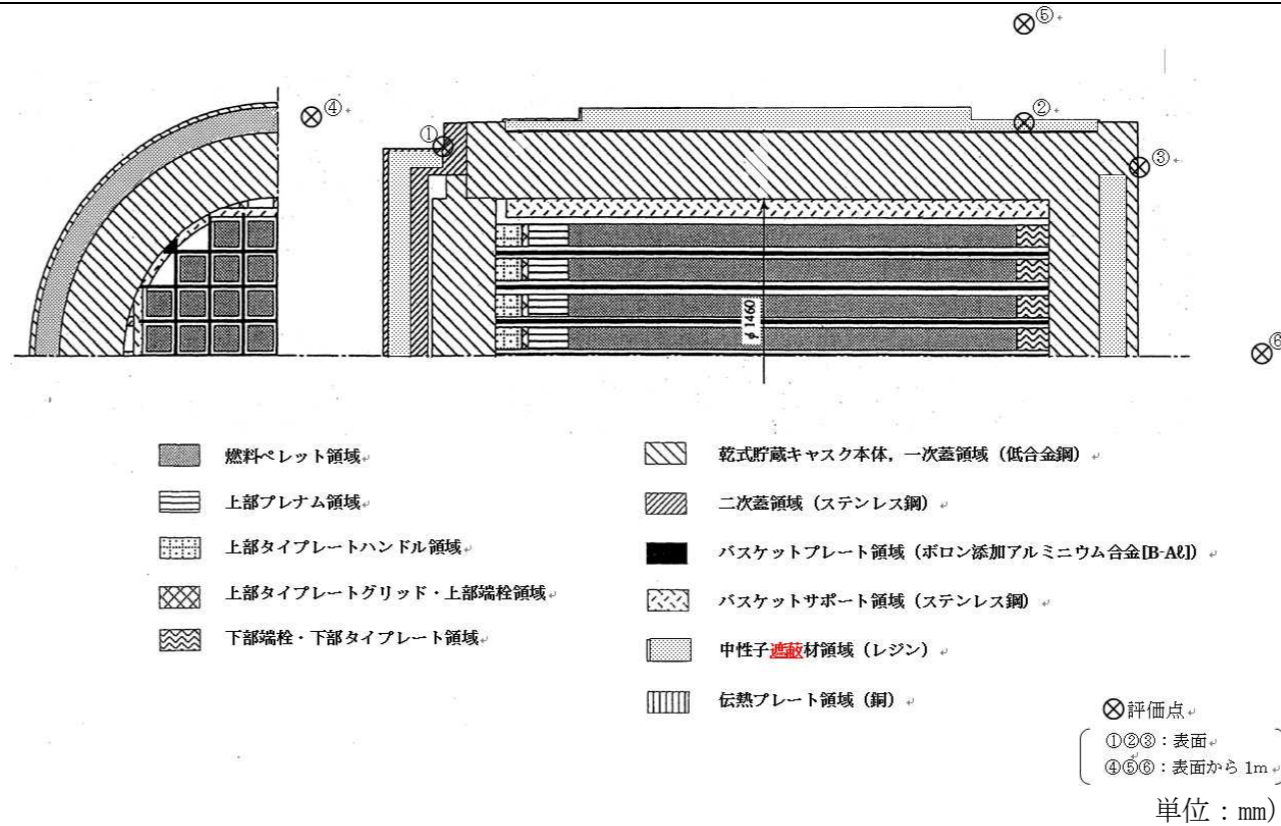 ⑤
④
①
②
③
φ1460
⑥
燃料ペレット領域
上部プレナム領域
上部タイプレートハンドル領域
上部タイプレートグリッド・上部端栓領域
下部端栓・下部タイプレート領域
乾式貯蔵キャスク本体，一次蓋領域（低合金鋼）
二次蓋領域（ステンレス鋼）
バスケットプレート領域（ボロン添加アルミニウム合金[B-Aℓ]）
バスケットサポート領域（ステンレス鋼）
中性子遮蔽材領域（レジン）
伝熱プレート領域（銅）
評価点
①②③：表面
④⑤⑥：表面から 1m
単位：mm)